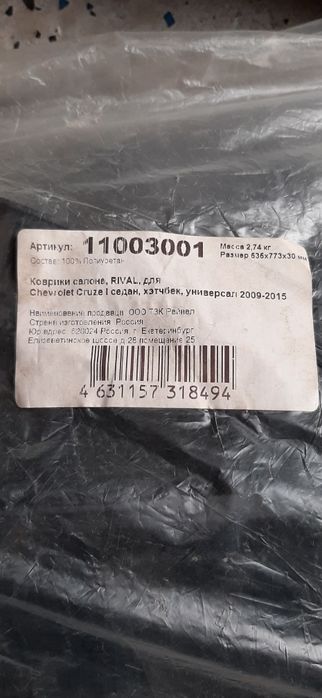 Артикул: 11003001
Масса 2,74 кг
Состав: 100% Полиуретан
Размер 536x773x30 мм
Коврики салона, RIVAL, для
Chevrolet Cruze I седан, хэтчбек, универсал 2009-2015
Наименование продавца: ООО ТЭК Райвел
Страна изготовления: Россия
Юр.адрес: 620024 Россия, г. Екатеринбург
Елизаветинское шоссе д 28 помещение 25
4 631157 318494